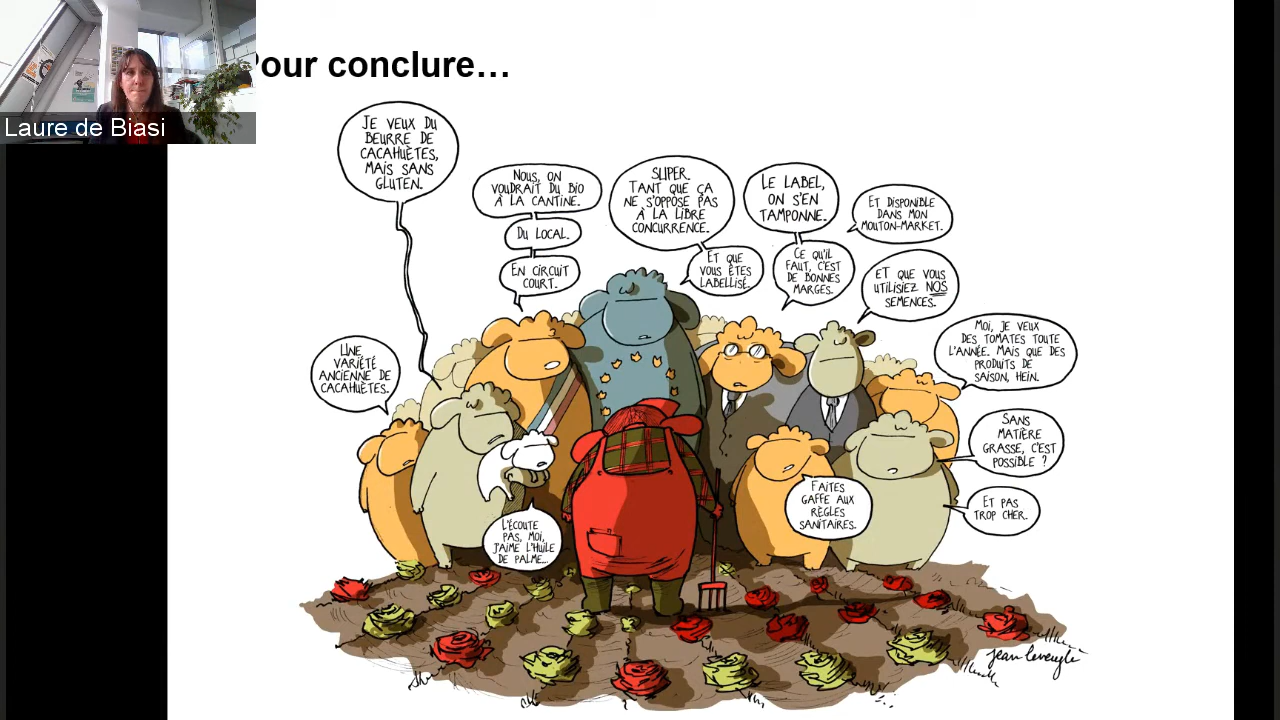 Pour conclure…
Laure de Biasi
JE VEUX DU
BEURRE DE
CACAHUÈTES,
MAIS SANS
GLUTEN.
NOUS, ON
VOUDRAIT DU BIO
À LA CANTINE.
DU LOCAL.
EN CIRCUIT
COURT.
SUPER.
TANT QUE ÇA
NE S'OPPOSE PAS
À LA LIBRE
CONCURRENCE.
ET QUE
VOUS ÊTES
LABELLISÉ.
LE LABEL,
ON S'EN
TAMPONNE.
CE QU'IL
FAUT, C'EST
DE BONNES
MARGES.
ET DISPONIBLE
DANS MON
MOUTON-MARKET.
ET QUE VOUS
UTILISIEZ NOS
SEMENCES.
UNE
VARIÉTÉ
ANCIENNE DE
CACAHUÈTES.
MOI, JE VEUX
DES TOMATES TOUTE
L'ANNÉE. MAIS QUE DES
PRODUITS DE
SAISON, HEIN.
SANS
MATIÈRE
GRASSE, C'EST
POSSIBLE ?
FAITES
GAFFE AUX
RÈGLES
SANITAIRES.
ET PAS
TROP CHER.
L'ÉCOUTE
PAS, MOI,
J'AIME L'HUILE
DE PALME...
jean leveugle